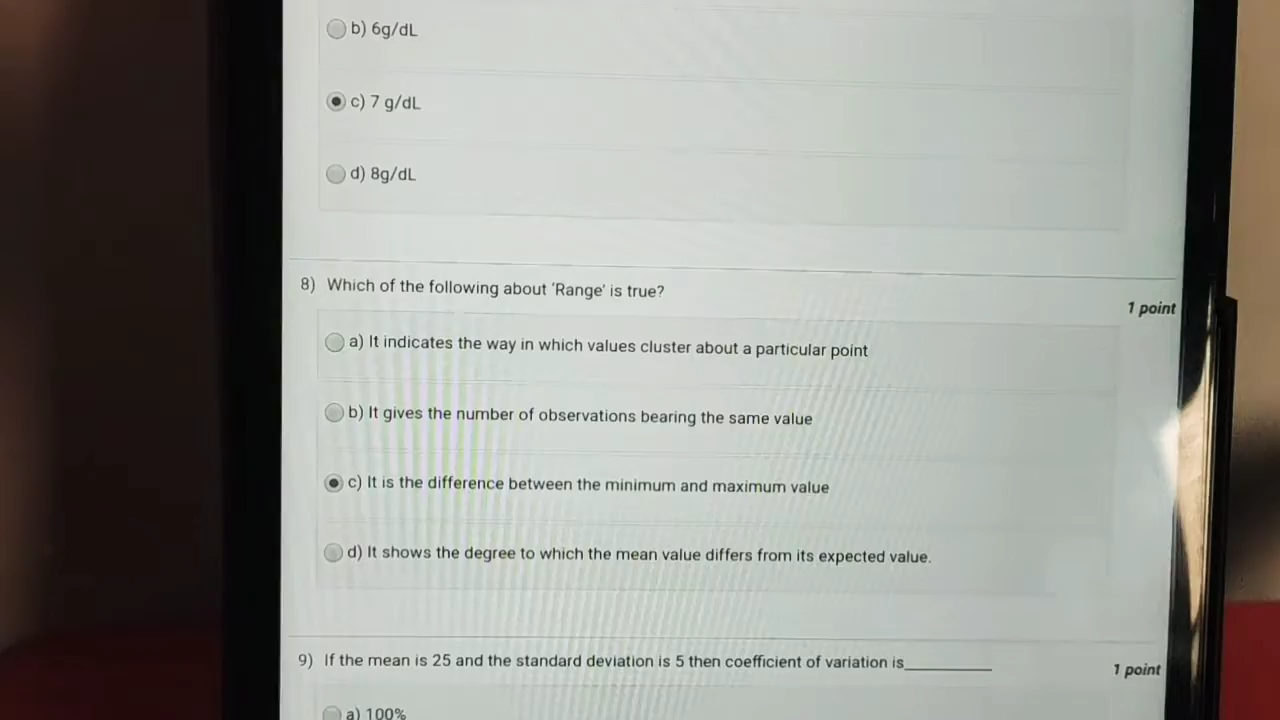 b) 6g/dL
c) 7 g/dL
d) 8g/dL
8) Which of the following about 'Range' is true?
1 point
a) It indicates the way in which values cluster about a particular point
b) It gives the number of observations bearing the same value
c) It is the difference between the minimum and maximum value
d) It shows the degree to which the mean value differs from its expected value.
9) If the mean is 25 and the standard deviation is 5 then coefficient of variation is__________
1 point
a) 100%